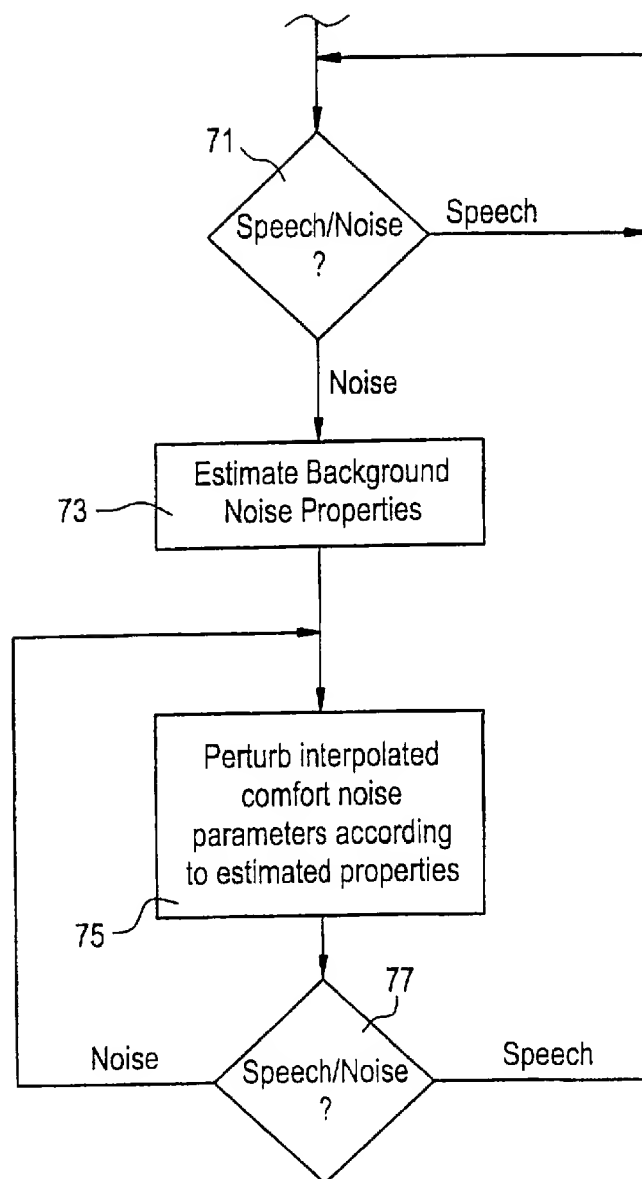 71
Speech/Noise
?
Speech
Noise
Estimate Background
Noise Properties
73
Perturb interpolated
comfort noise
parameters according
to estimated properties
75
77
Noise
Speech/Noise
?
Speech